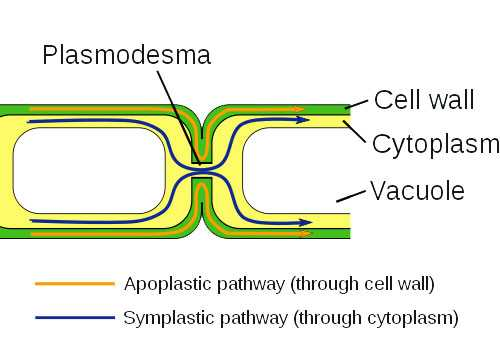 Plasmodesma
Cell wall
Cytoplasm
Vacuole
Apoplastic pathway (through cell wall)
Symplastic pathway (through cytoplasm)